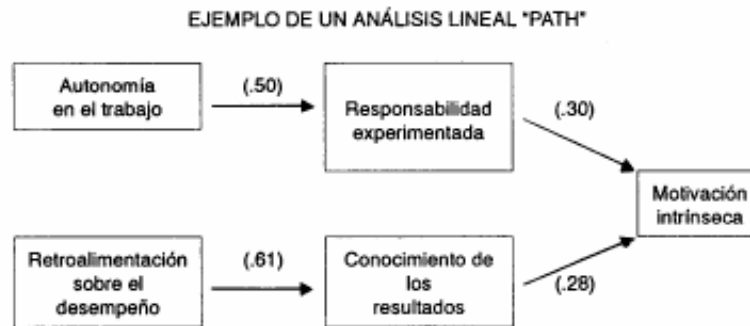 EJEMPLO DE UN ANÁLISIS LINEAL "PATH"
Autonomía
en el trabajo
(.50)
Responsabilidad
experimentada
(.30)
Motivación
intrínseca
Retroalimentación
sobre el
desempeño
(.61)
Conocimiento de
los
resultados
(.28)